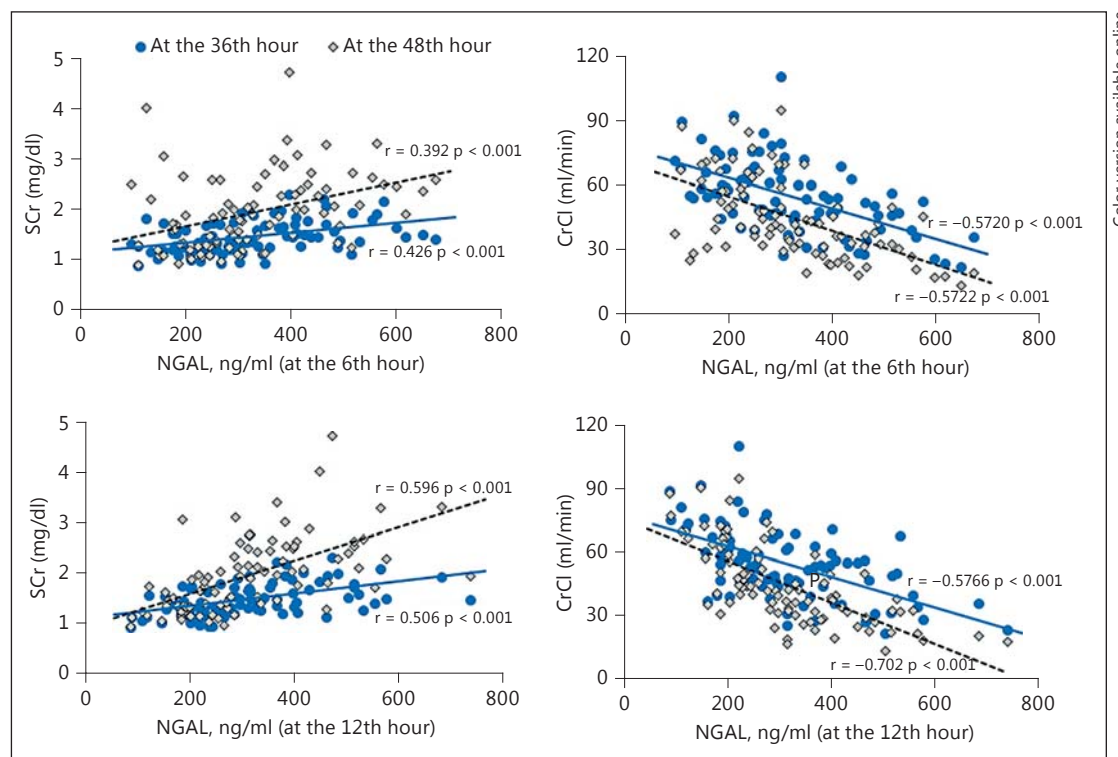 At the 36th hour At the 48th hour
5
4
3
2
1
0
SCr (mg/dl)
r = 0.392 p < 0.001
r = 0.426 p < 0.001
0 200 400 600 800
NGAL, ng/ml (at the 6th hour)
120
90
60
30
0
CrCl (ml/min)
r = –0.5720 p < 0.001
r = –0.5722 p < 0.001
0 200 400 600 800
NGAL, ng/ml (at the 6th hour)
5
4
3
2
1
0
SCr (mg/dl)
r = 0.596 p < 0.001
r = 0.506 p < 0.001
0 200 400 600 800
NGAL, ng/ml (at the 12th hour)
120
90
60
30
0
CrCl (ml/min)
P
r = –0.5766 p < 0.001
r = –0.702 p < 0.001
0 200 400 600 800
NGAL, ng/ml (at the 12th hour)
Color version available online